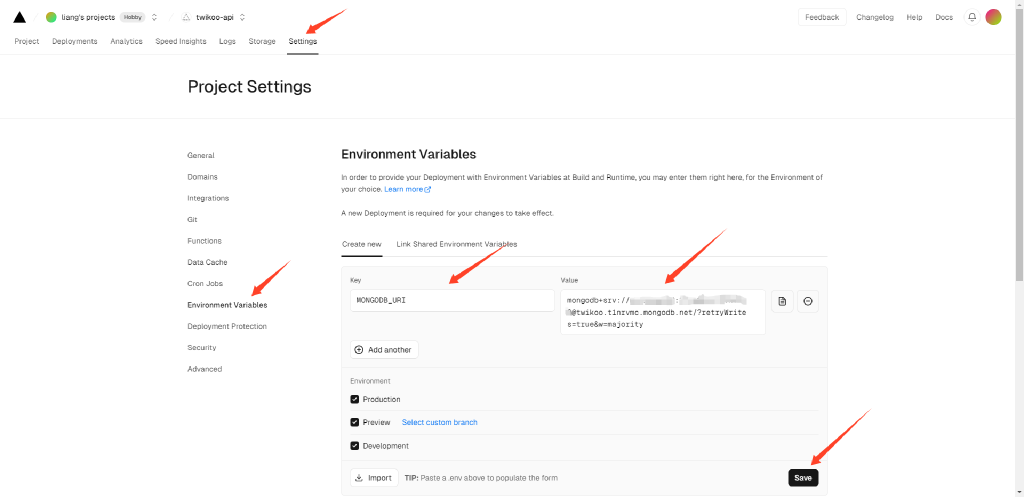 liang's projects Hobby twikoo-api Feedback Changelog Help Docs
Project Deployments Analytics Speed Insights Logs Storage Settings
Project Settings
General
Domains
Integrations
Git
Functions
Data Cache
Cron Jobs
Environment Variables
Deployment Protection
Security
Advanced
Environment Variables
In order to provide your Deployment with Environment Variables at Build and Runtime, you may enter them right here, for the Environment of
your choice. Learn more
A new Deployment is required for your changes to take effect.
Create new Link Shared Environment Variables
Key Value
MONGODB_URI
mongodb+srv:// :
@twikoo.tlnrvmc.mongodb.net/?retryWrite
s=true&w=majority
Add another
Environment
Production
Preview Select custom branch
Development
Import TIP: Paste a .env above to populate the form
Save